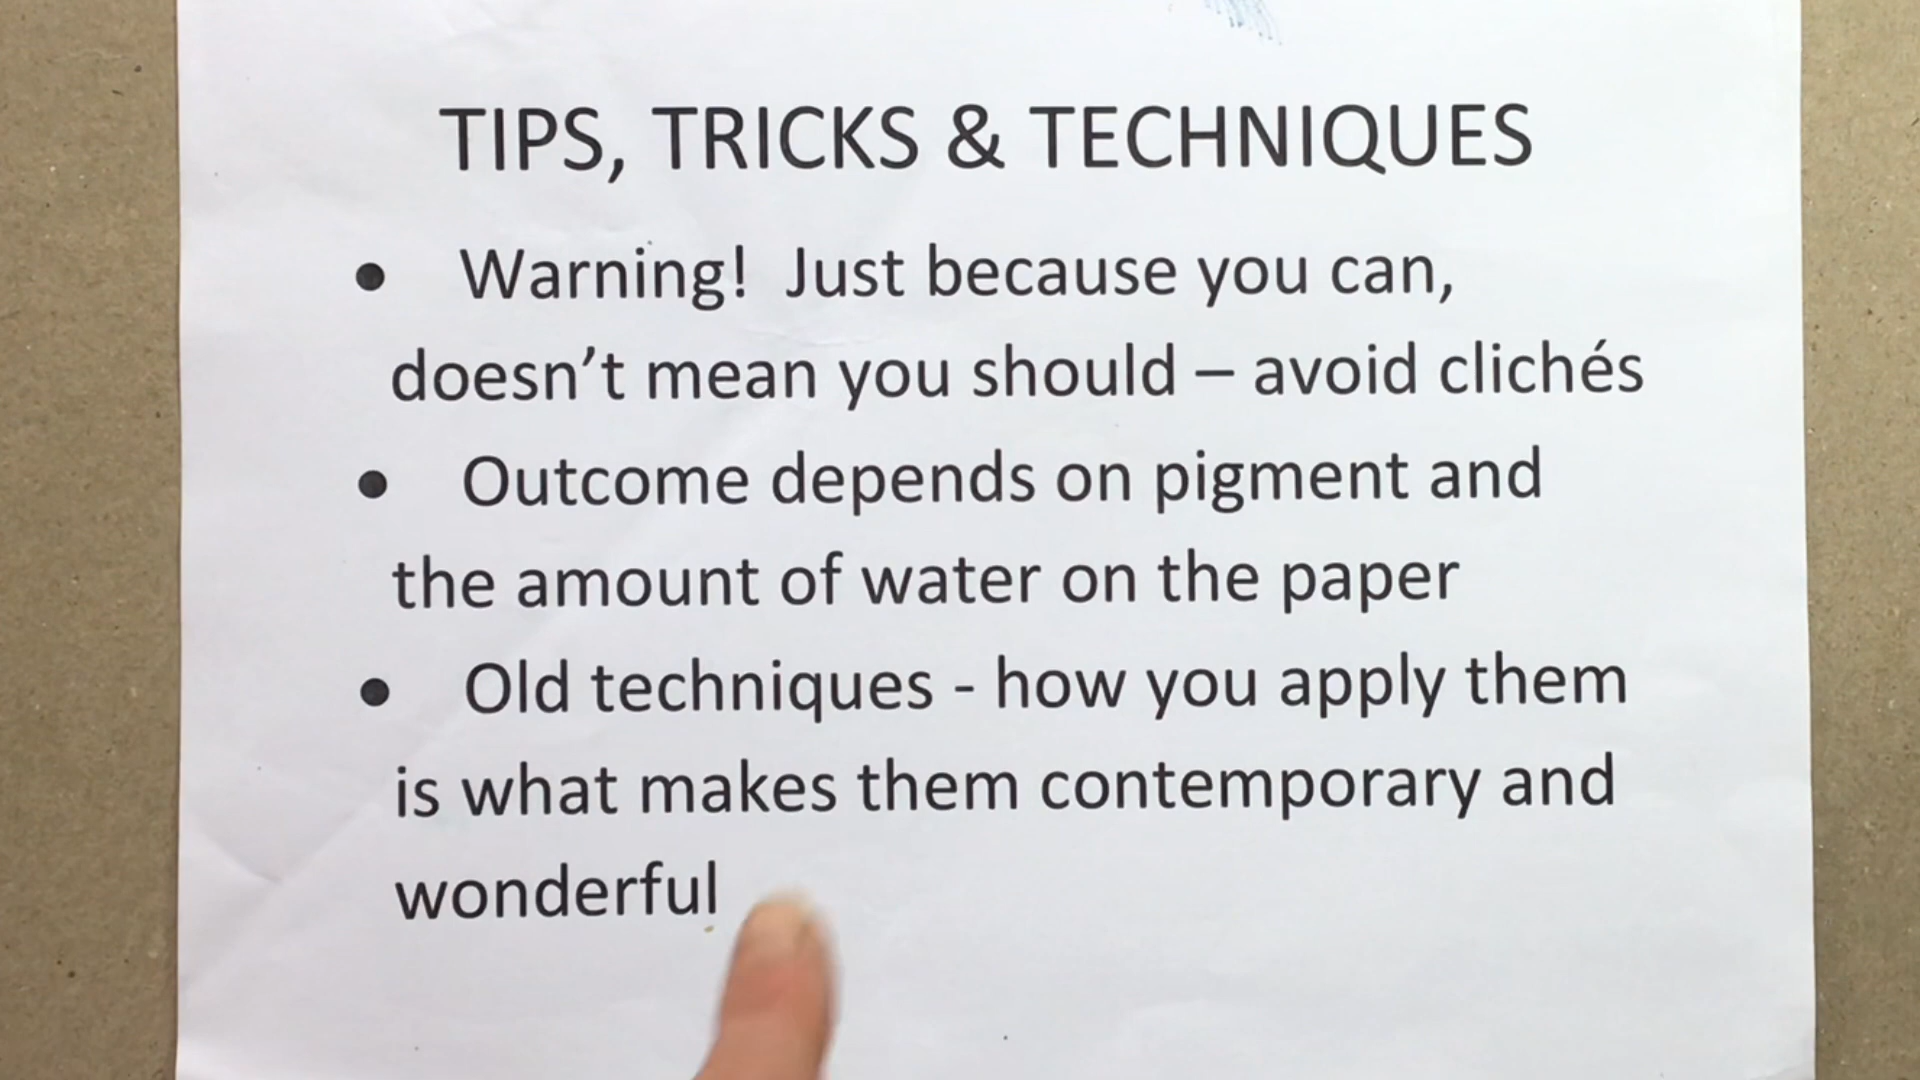 TIPS, TRICKS & TECHNIQUES
• Warning!  Just because you can,
doesn’t mean you should – avoid clichés
• Outcome depends on pigment and
the amount of water on the paper
• Old techniques - how you apply them
is what makes them contemporary and
wonderful